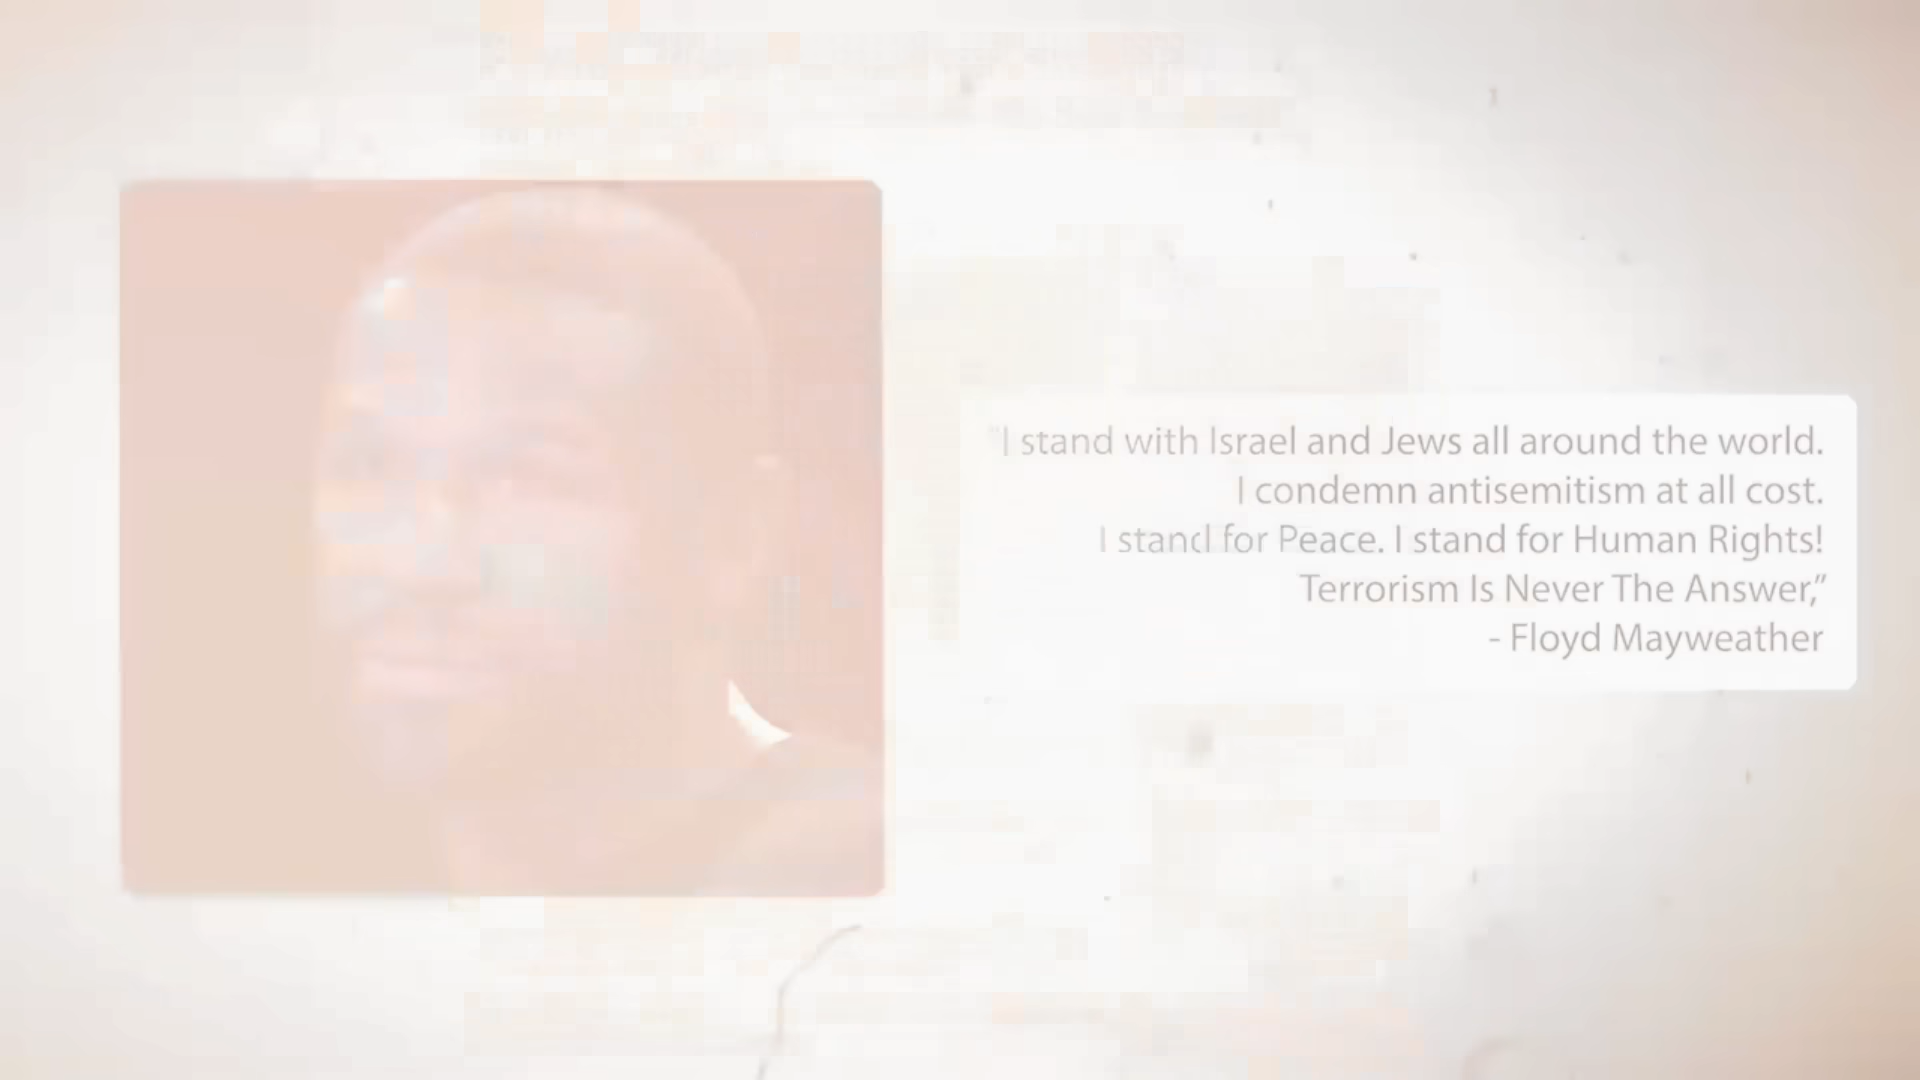 "I stand with Israel and Jews all around the world.
I condemn antisemitism at all cost.
I stand for Peace. I stand for Human Rights!
Terrorism Is Never The Answer,”
- Floyd Mayweather